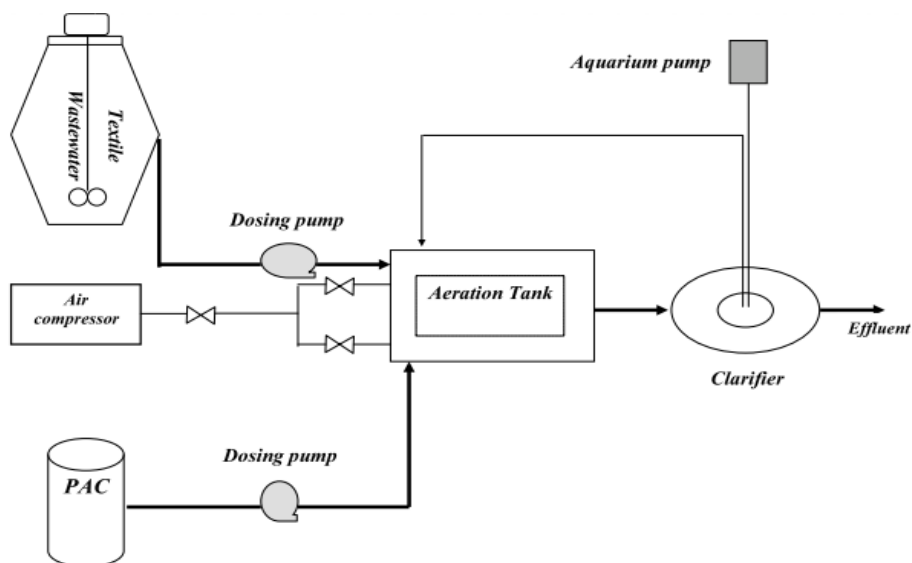 Aquarium pump
Textile
Wastewater
Dosing pump
Air
compressor
Aeration Tank
Effluent
Clarifier
Dosing pump
PAC